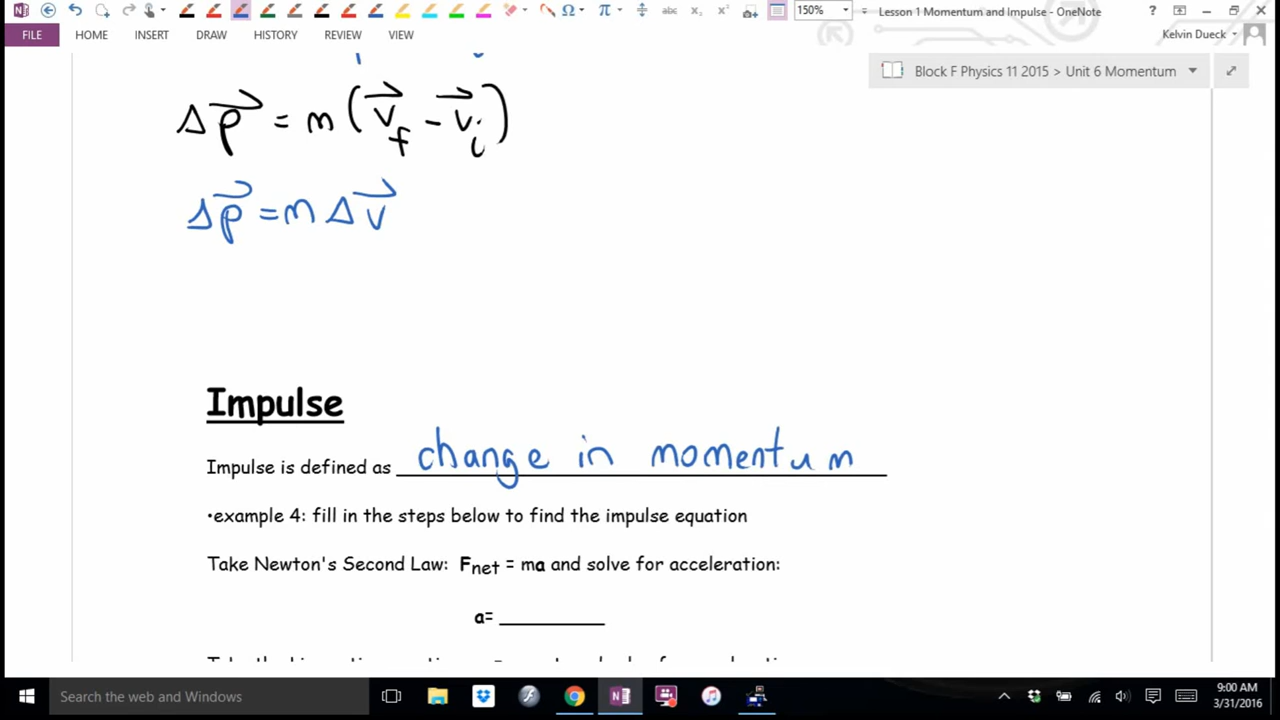 150%
Lesson 1 Momentum and Impulse - OneNote
FILE HOME INSERT DRAW HISTORY REVIEW VIEW
Kelvin Dueck
Block F Physics 11 2015 > Unit 6 Momentum
Δp⃗ = m (v⃗f - v⃗i)
Δp⃗ = m Δv⃗
Impulse
Impulse is defined as change in momentum
•example 4: fill in the steps below to find the impulse equation
Take Newton's Second Law: Fnet = ma and solve for acceleration:
a= ________
Search the web and Windows
9:00 AM
3/31/2016